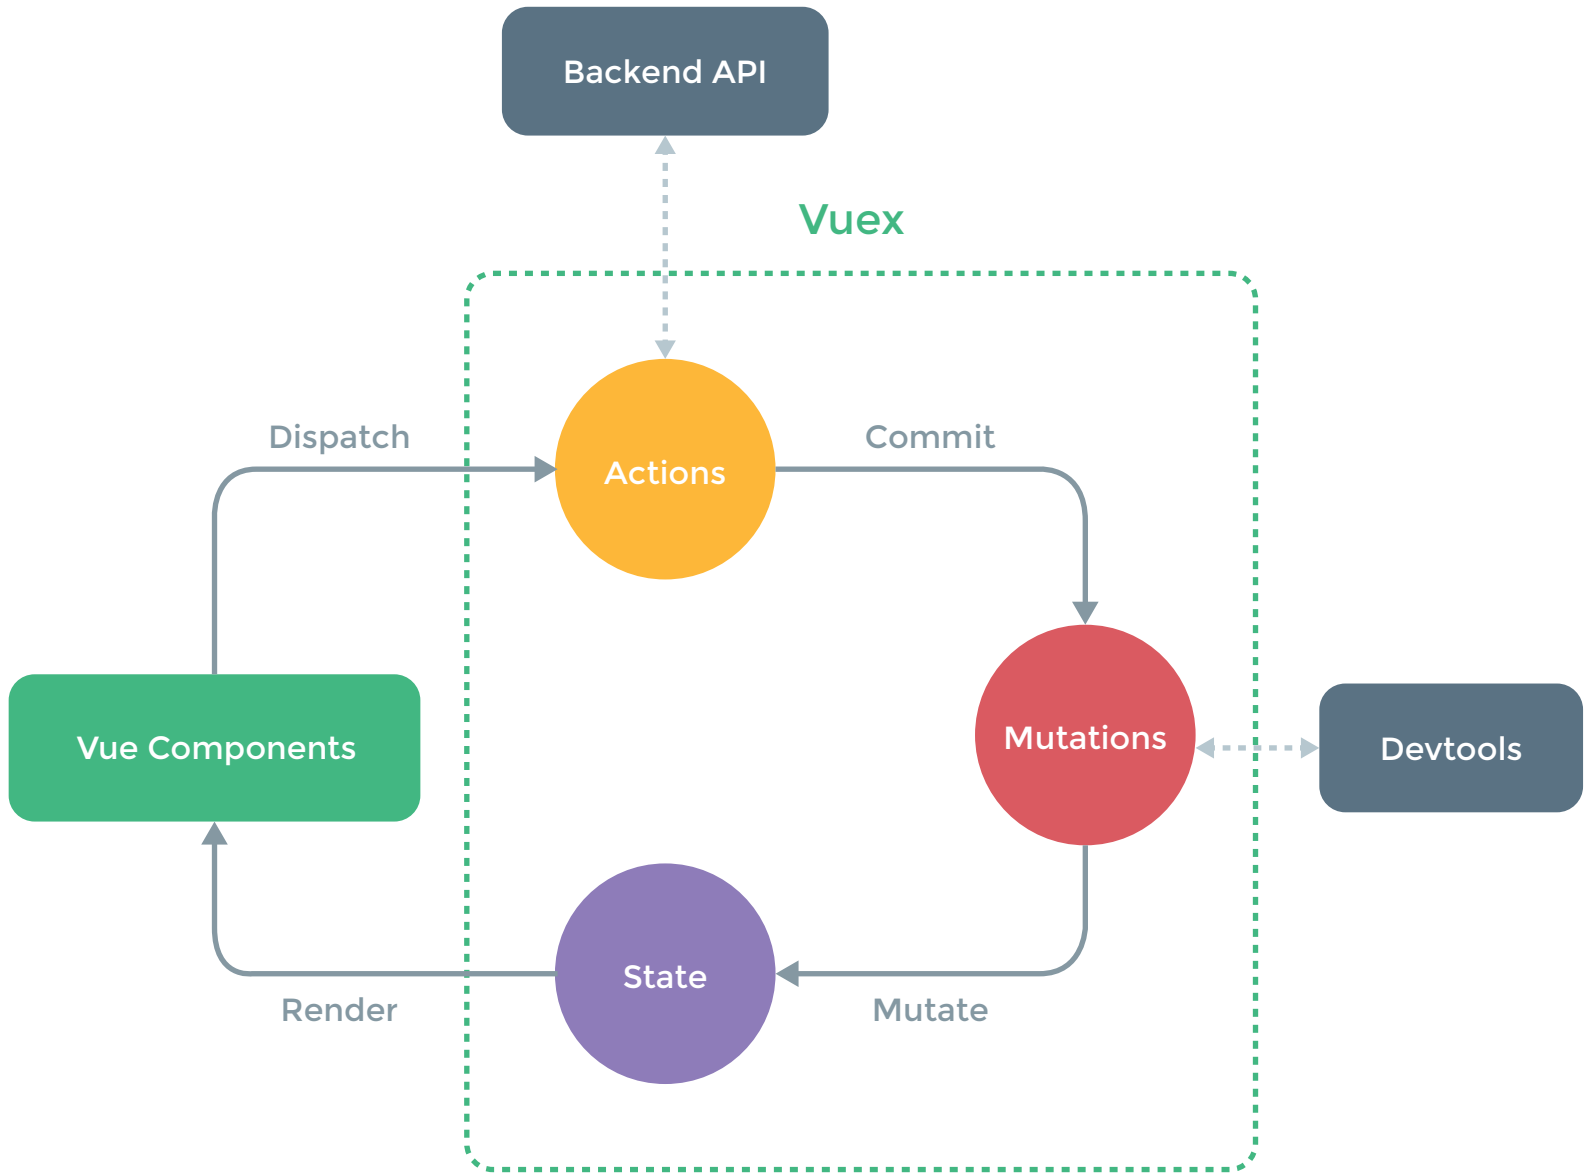 Backend API
Vuex
Dispatch
Commit
Actions
Vue Components
Mutations
Devtools
State
Render
Mutate